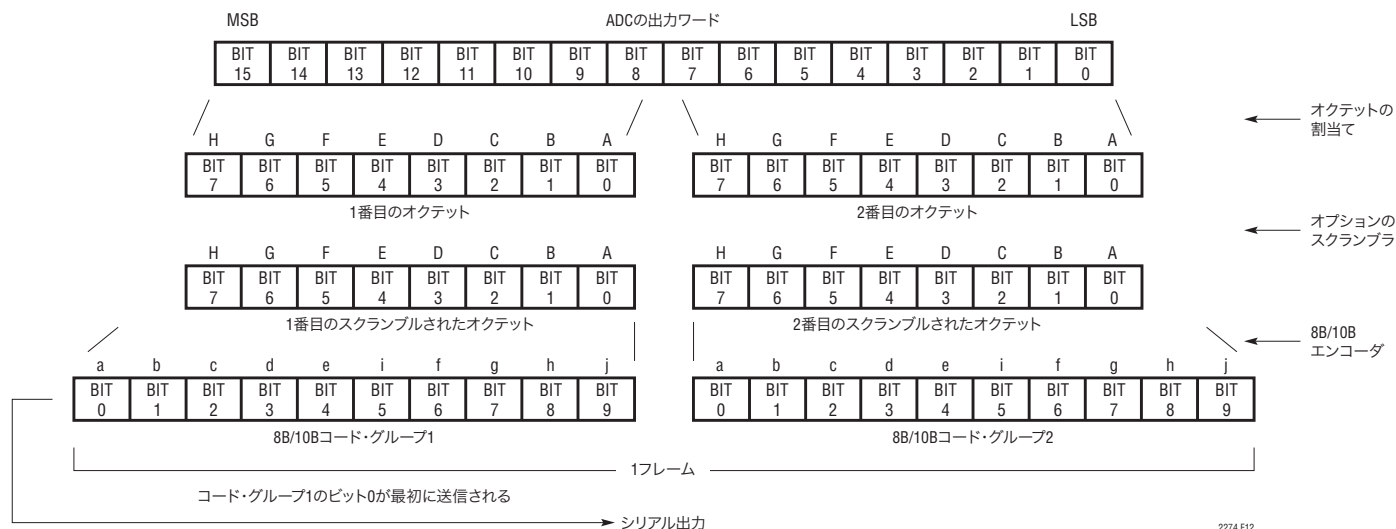 MSB ADCの出力ワード LSB
BIT 15 BIT 14 BIT 13 BIT 12 BIT 11 BIT 10 BIT 9 BIT 8 BIT 7 BIT 6 BIT 5 BIT 4 BIT 3 BIT 2 BIT 1 BIT 0
オクテットの
割当て
H G F E D C B A H G F E D C B A
BIT 7 BIT 6 BIT 5 BIT 4 BIT 3 BIT 2 BIT 1 BIT 0 BIT 7 BIT 6 BIT 5 BIT 4 BIT 3 BIT 2 BIT 1 BIT 0
1番目のオクテット 2番目のオクテット
オプションの
スクランブラ
H G F E D C B A H G F E D C B A
BIT 7 BIT 6 BIT 5 BIT 4 BIT 3 BIT 2 BIT 1 BIT 0 BIT 7 BIT 6 BIT 5 BIT 4 BIT 3 BIT 2 BIT 1 BIT 0
1番目のスクランブルされたオクテット 2番目のスクランブルされたオクテット
8B/10B
エンコーダ
a b c d e i f g h j a b c d e i f g h j
BIT 0 BIT 1 BIT 2 BIT 3 BIT 4 BIT 5 BIT 6 BIT 7 BIT 8 BIT 9 BIT 0 BIT 1 BIT 2 BIT 3 BIT 4 BIT 5 BIT 6 BIT 7 BIT 8 BIT 9
8B/10Bコード・グループ1 8B/10Bコード・グループ2
1フレーム
コード・グループ1のビット0が最初に送信される
シリアル出力
2274 F12